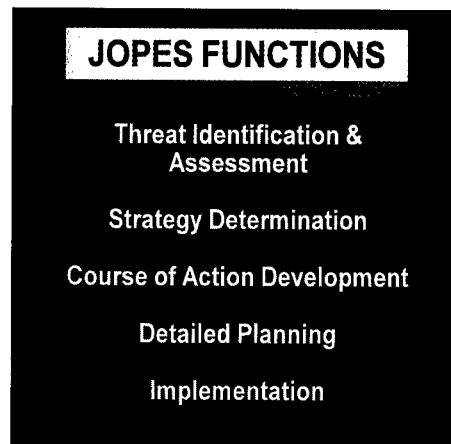 JOPES FUNCTIONS
Threat Identification &
Assessment
Strategy Determination
Course of Action Development
Detailed Planning
Implementation